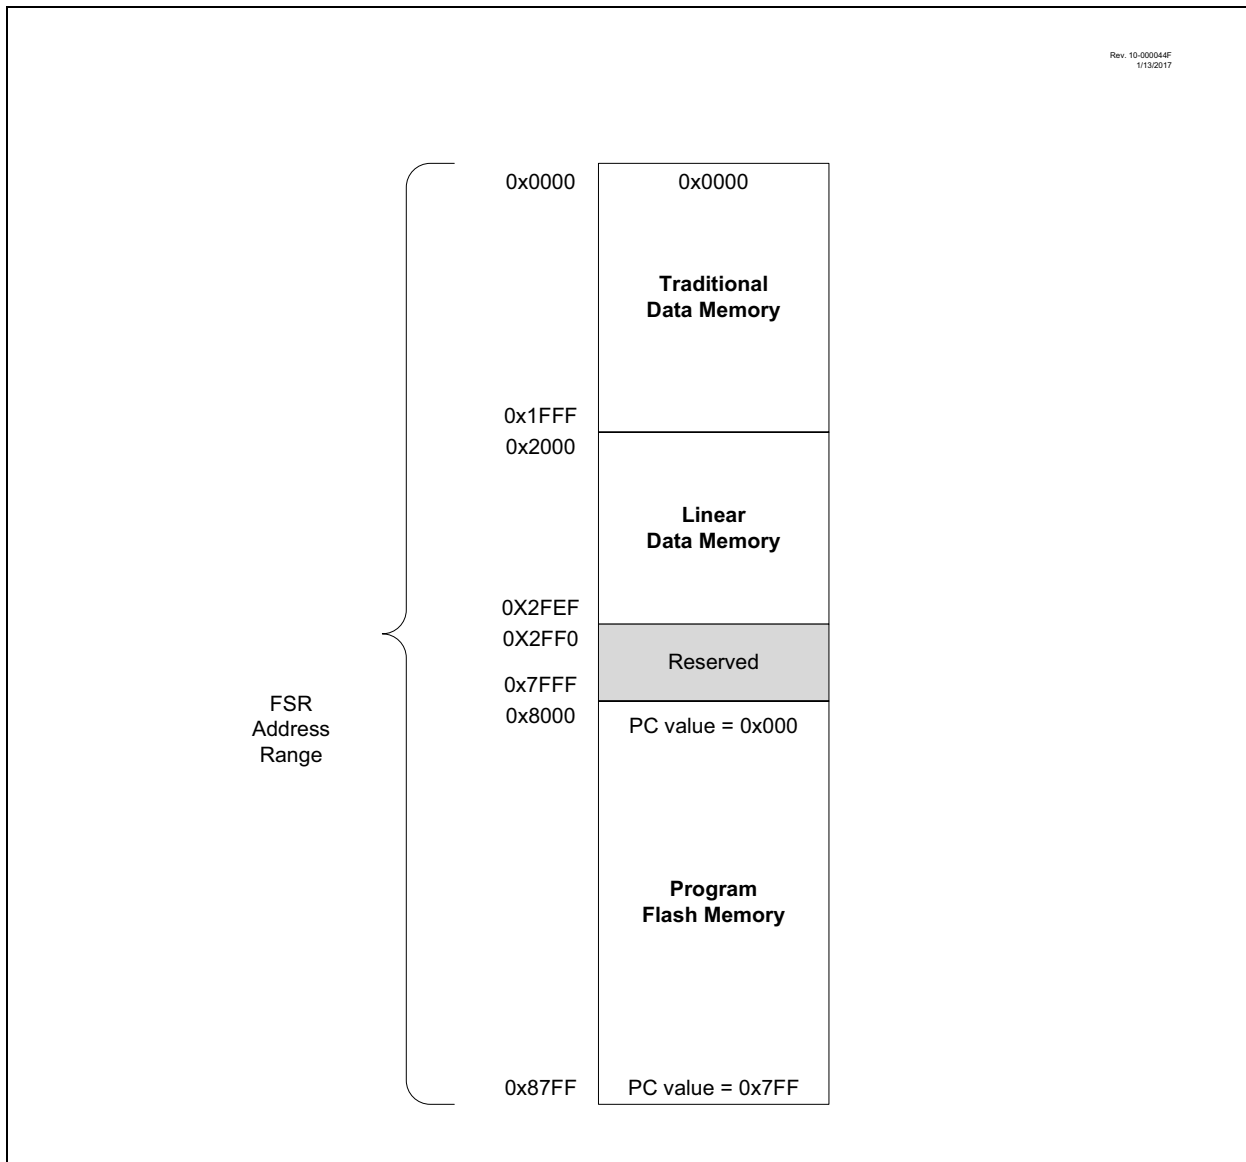 Rev. 10-000044F
1/13/2017
0x0000
0x0000
Traditional
Data Memory
0x1FFF
0x2000
Linear
Data Memory
0X2FEF
0X2FF0
Reserved
0x7FFF
0x8000
PC value = 0x000
FSR
Address
Range
Program
Flash Memory
0x87FF
PC value = 0x7FF